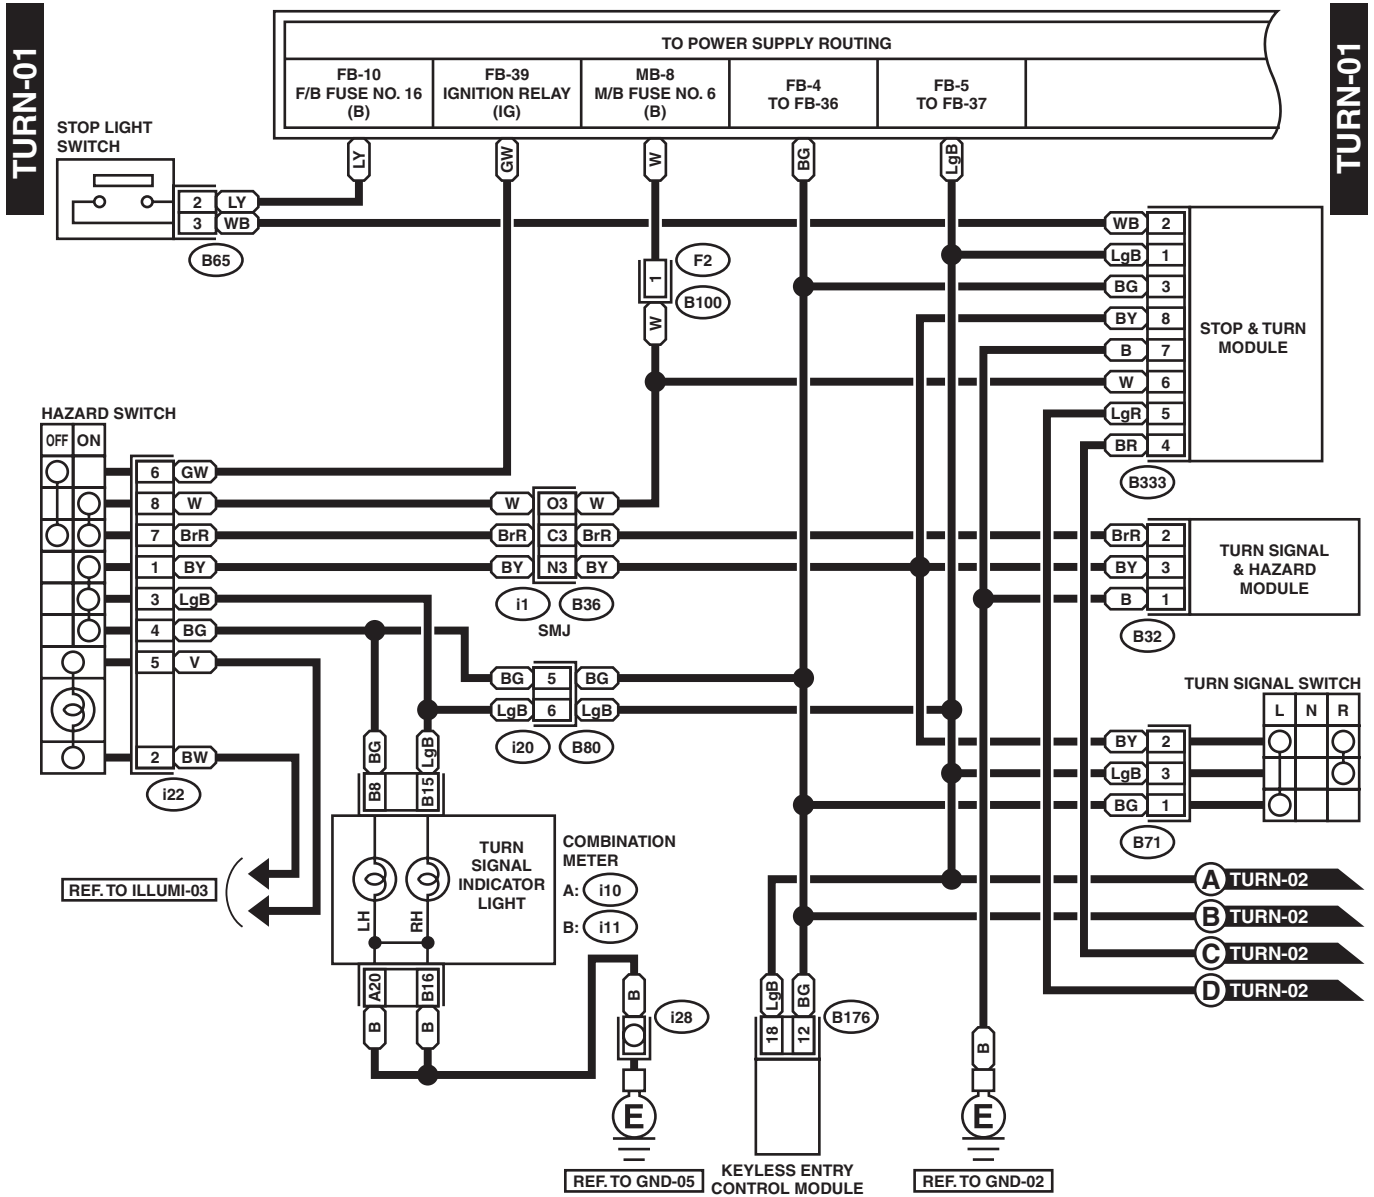 TURN-01
TURN-01
TO POWER SUPPLY ROUTING
FB-10
F/B FUSE NO. 16
(B)
FB-39
IGNITION RELAY
(IG)
MB-8
M/B FUSE NO. 6
(B)
FB-4
TO FB-36
FB-5
TO FB-37
LY
GW
W
BG
LgB
STOP LIGHT
SWITCH
2 LY
3 WB
B65
1
F2
B100
W
WB 2
LgB 1
BG 3
BY 8
B 7
W 6
LgR 5
BR 4
STOP & TURN
MODULE
B333
HAZARD SWITCH
OFF ON
6 GW
8 W
7 BrR
1 BY
3 LgB
4 BG
5 V
2 BW
i22
W O3 W
BrR C3 BrR
BY N3 BY
i1 B36
SMJ
BrR 2
BY 3
B 1
TURN SIGNAL
& HAZARD
MODULE
B32
BG 5 BG
LgB 6 LgB
i20 B80
TURN SIGNAL SWITCH
L N R
BY 2
LgB 3
BG 1
B71
BG
LgB
B8
B15
TURN
SIGNAL
INDICATOR
LIGHT
LH
RH
COMBINATION
METER
A: i10
B: i11
A20
B16
B
B
REF. TO ILLUMI-03
B
i28
E
REF. TO GND-05
LgB
BG
18
12
B176
KEYLESS ENTRY
CONTROL MODULE
B
E
REF. TO GND-02
A TURN-02
B TURN-02
C TURN-02
D TURN-02